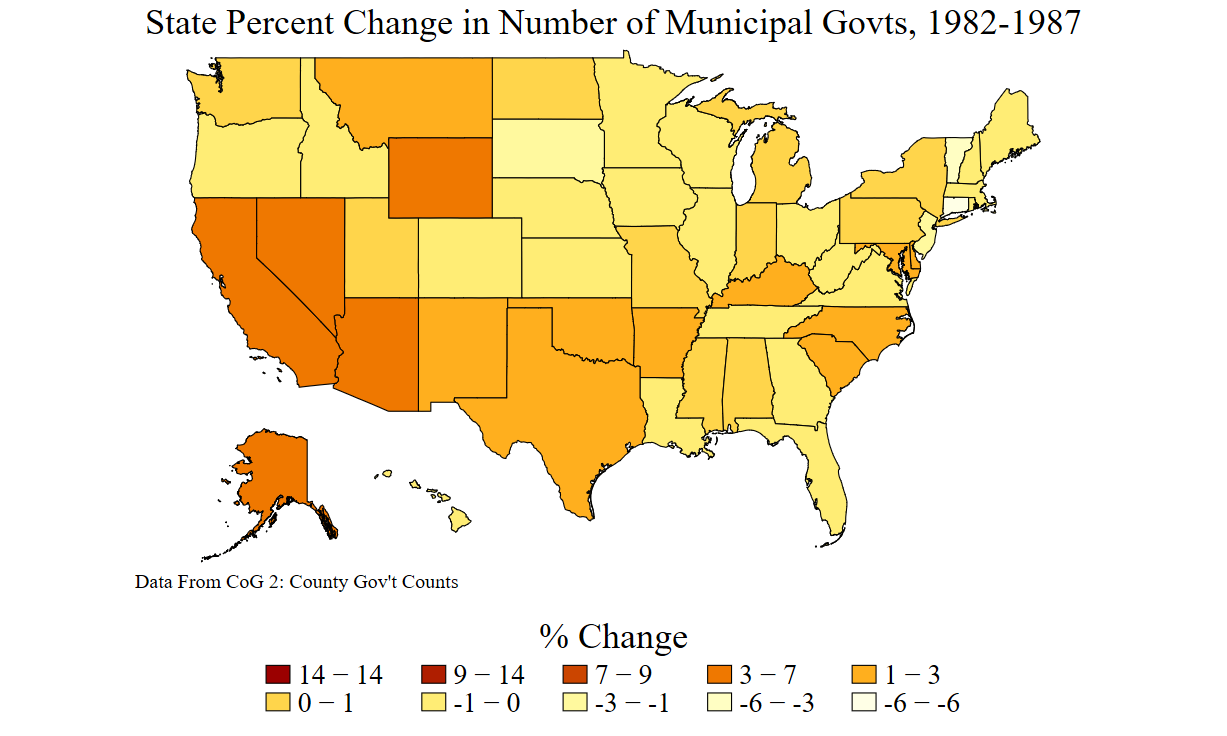 State Percent Change in Number of Municipal Govts, 1982-1987
Data From CoG 2: County Gov't Counts
% Change
14 − 14 9 − 14 7 − 9 3 − 7 1 − 3
0 − 1 -1 − 0 -3 − -1 -6 − -3 -6 − -6